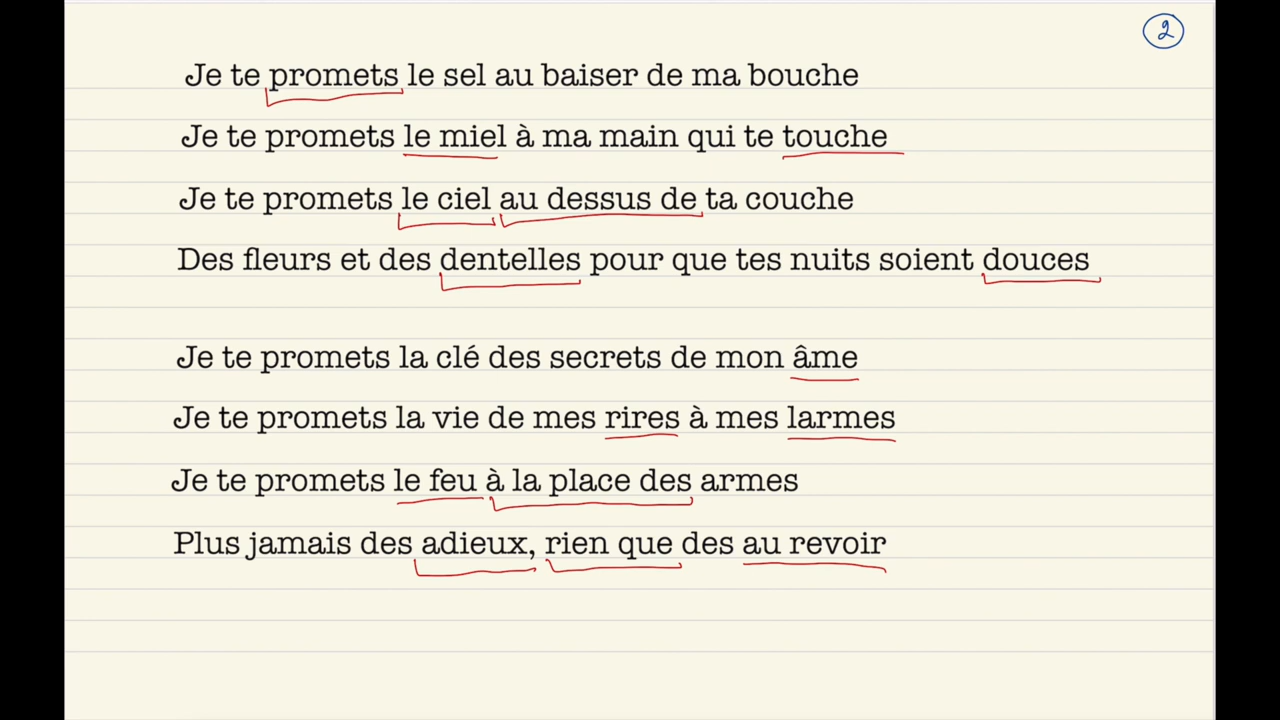 2
Je te promets le sel au baiser de ma bouche
Je te promets le miel à ma main qui te touche
Je te promets le ciel au dessus de ta couche
Des fleurs et des dentelles pour que tes nuits soient douces
Je te promets la clé des secrets de mon âme
Je te promets la vie de mes rires à mes larmes
Je te promets le feu à la place des armes
Plus jamais des adieux, rien que des au revoir